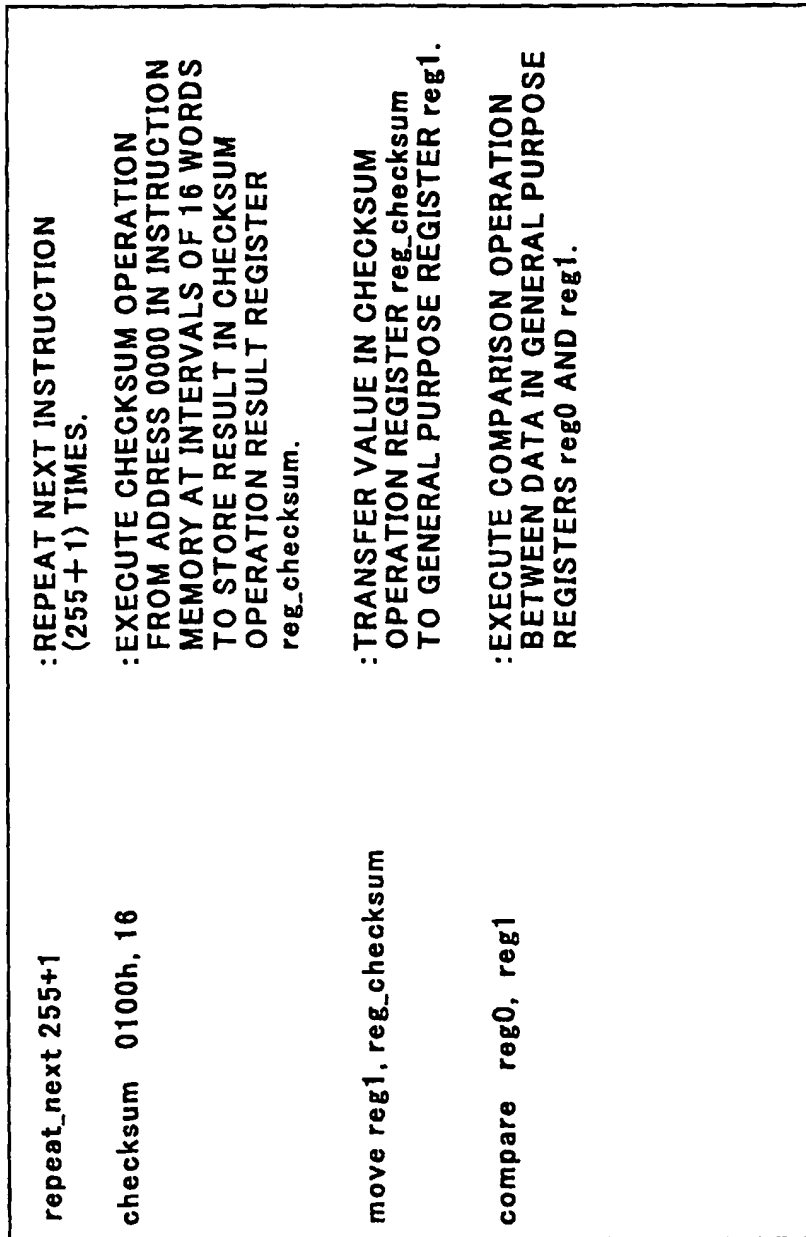 repeat_next 255+1
:REPEAT NEXT INSTRUCTION
(255+1) TIMES.
checksum 0100h, 16
:EXECUTE CHECKSUM OPERATION
FROM ADDRESS 0000 IN INSTRUCTION
MEMORY AT INTERVALS OF 16 WORDS
TO STORE RESULT IN CHECKSUM
OPERATION RESULT REGISTER
reg_checksum.
move reg1, reg_checksum
:TRANSFER VALUE IN CHECKSUM
OPERATION REGISTER reg_checksum
TO GENERAL PURPOSE REGISTER reg1.
compare reg0, reg1
:EXECUTE COMPARISON OPERATION
BETWEEN DATA IN GENERAL PURPOSE
REGISTERS reg0 AND reg1.